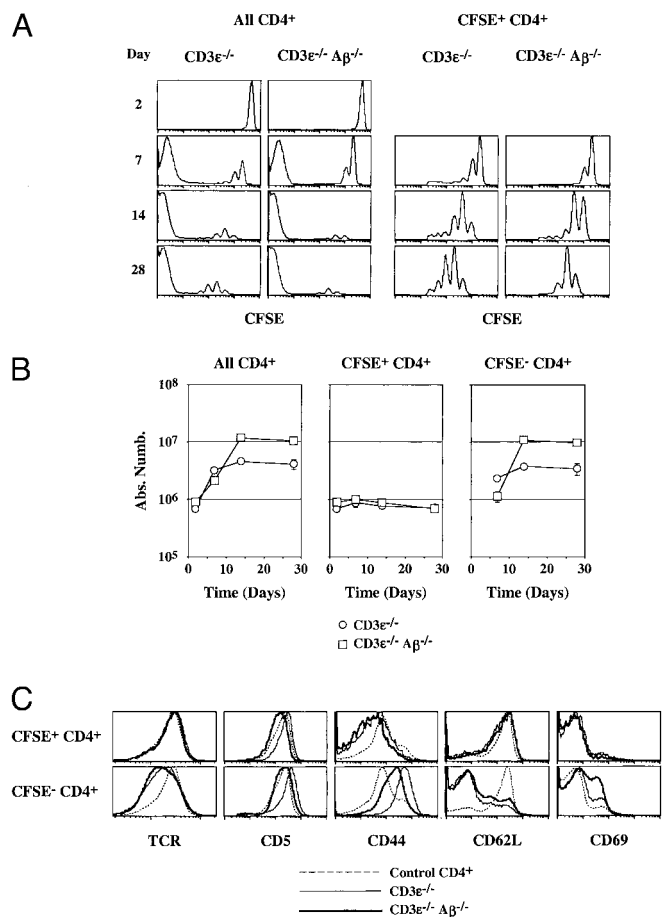 A
All CD4+
CFSE+ CD4+
Day
CD3ε-/-
CD3ε-/- Aβ-/-
CD3ε-/-
CD3ε-/- Aβ-/-
2
7
14
28
CFSE
CFSE
B
All CD4+
CFSE+ CD4+
CFSE- CD4+
Abs. Numb.
10^8
10^7
10^6
10^5
0 10 20 30
0 10 20 30
0 10 20 30
Time (Days)
Time (Days)
Time (Days)
CD3ε-/-
CD3ε-/- Aβ-/-
C
CFSE+ CD4+
CFSE- CD4+
TCR
CD5
CD44
CD62L
CD69
Control CD4+
CD3ε-/-
CD3ε-/- Aβ-/-